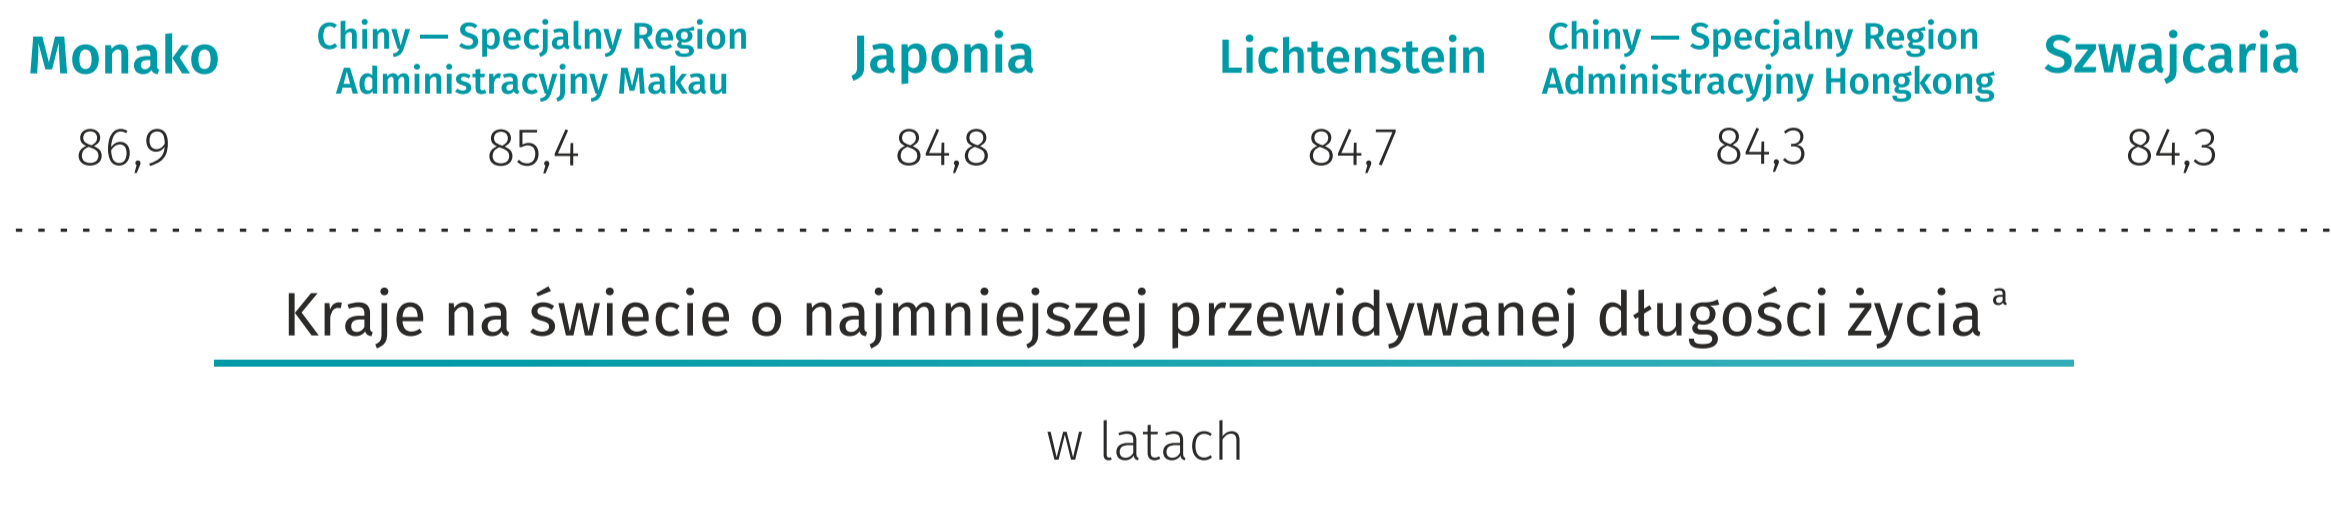 Monako
Chiny — Specjalny Region
Administracyjny Makau
Japonia
Lichtenstein
Chiny — Specjalny Region
Administracyjny Hongkong
Szwajcaria
86,9
85,4
84,8
84,7
84,3
84,3
Kraje na świecie o najmniejszej przewidywanej długości życia a
w latach